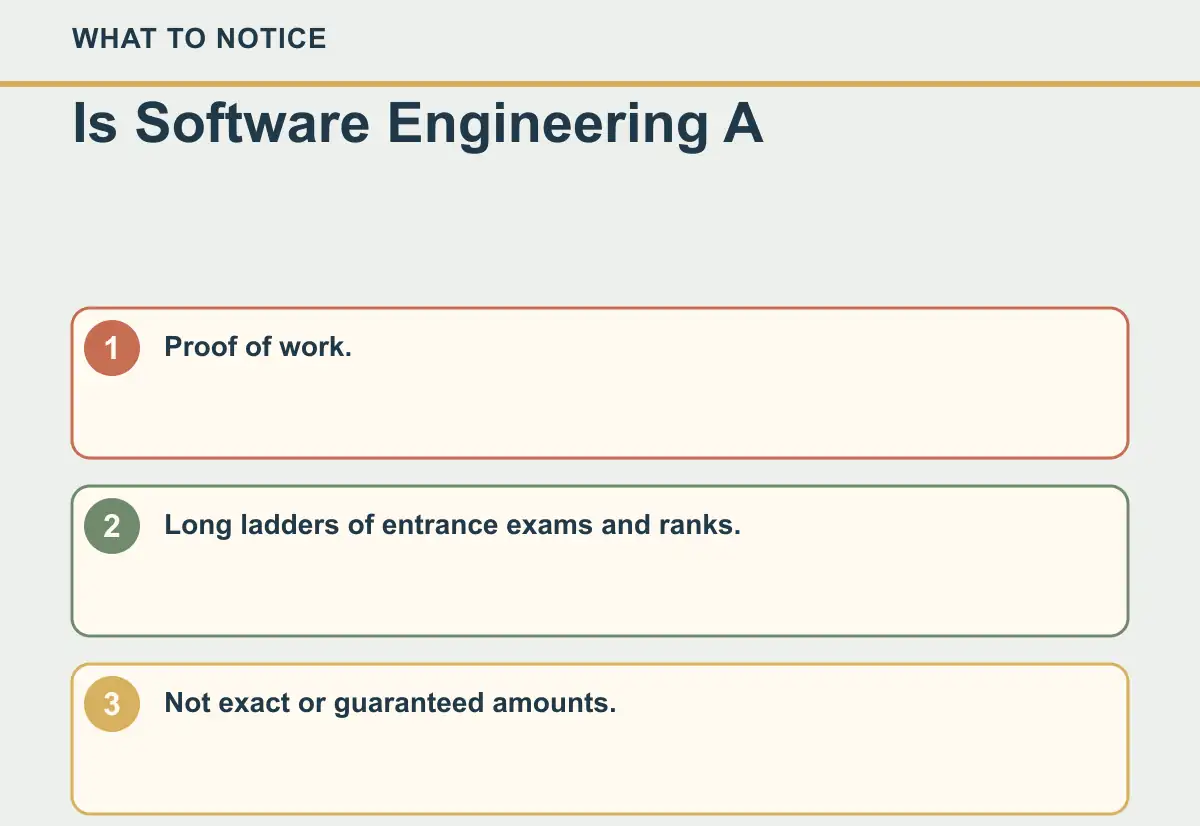 WHAT TO NOTICE
Is Software Engineering A
1 Proof of work.
2 Long ladders of entrance exams and ranks.
3 Not exact or guaranteed amounts.